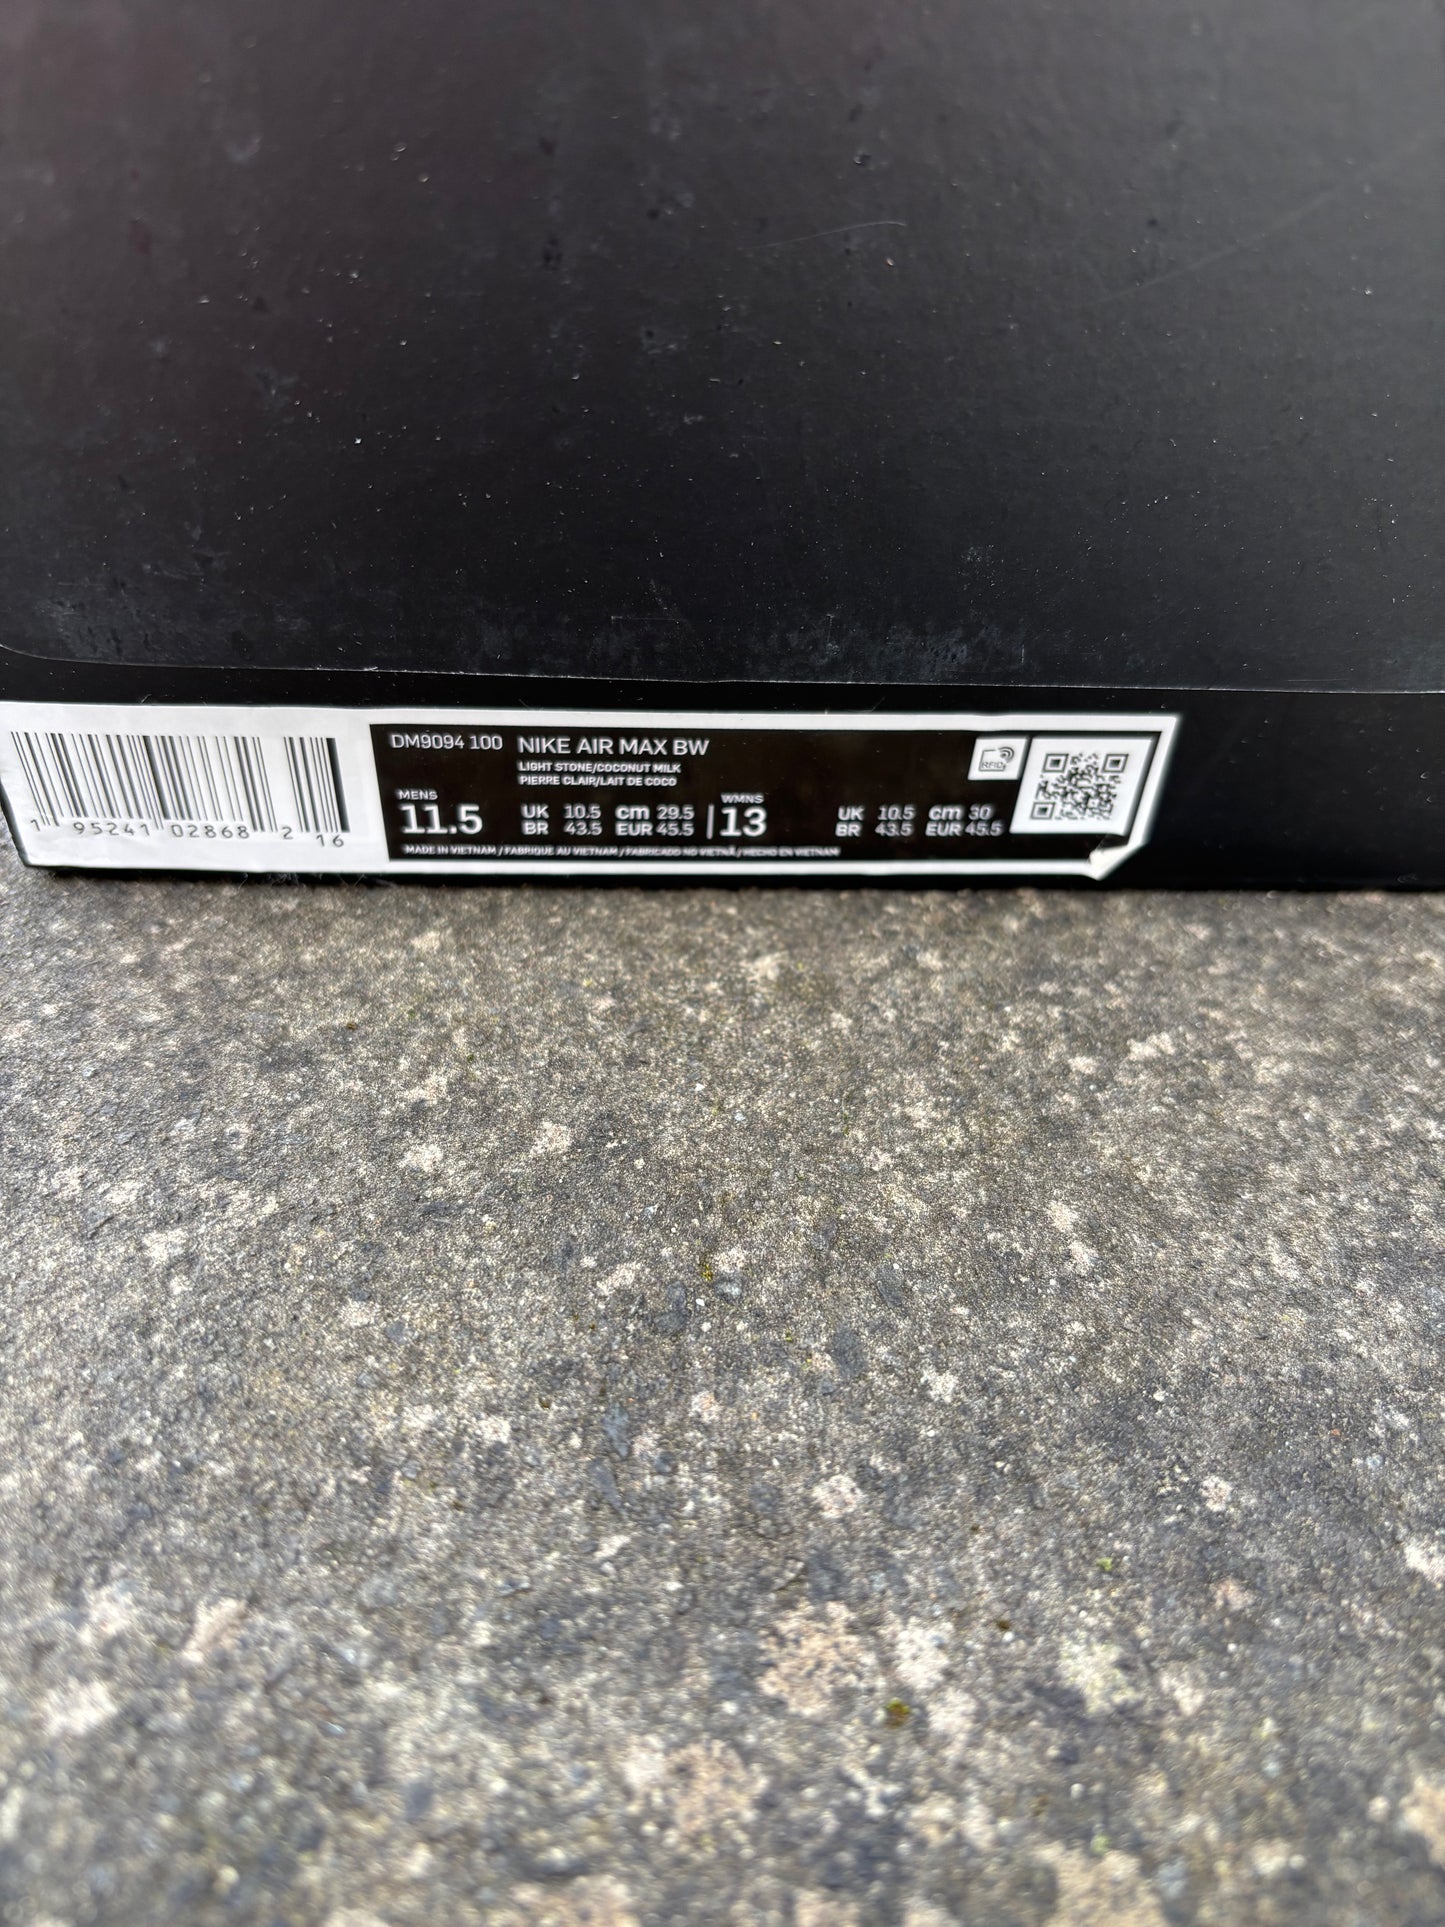 DM9094 100 NIKE AIR MAX BW
LIGHT STONE/COCONUT MILK
PIERRE CLAIR/LAIT DE COCO
MENS
11.5
UK 10.5 cm 29.5
BR 43.5 EUR 45.5
WMNS
13
UK 10.5 cm 30
BR 43.5 EUR 45.5
MADE IN VIETNAM / FABRIQUE AU VIETNAM / FABRICADO NO VIETNÃ / HECHO EN VIETNAM
RFID
1 95241 02868 2 16